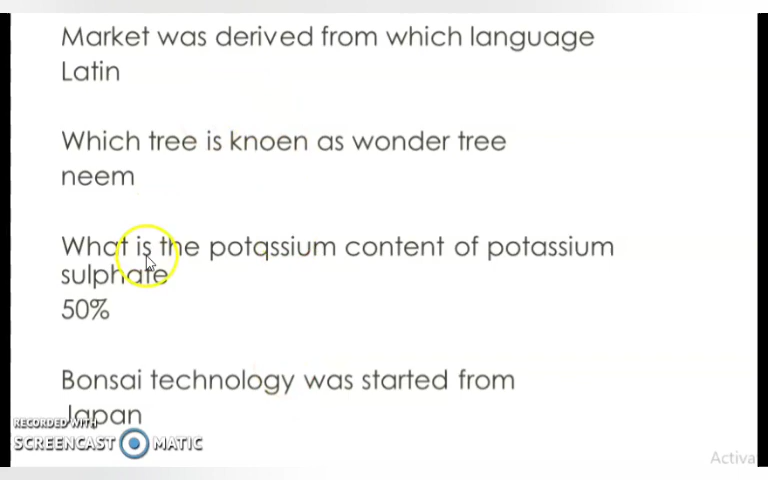 Market was derived from which language
Latin
Which tree is knoen as wonder tree
neem
What is the potqssium content of potassium
sulphate
50%
Bonsai technology was started from
Japan
RECORDED WITH
SCREENCAST MATIC
Activa